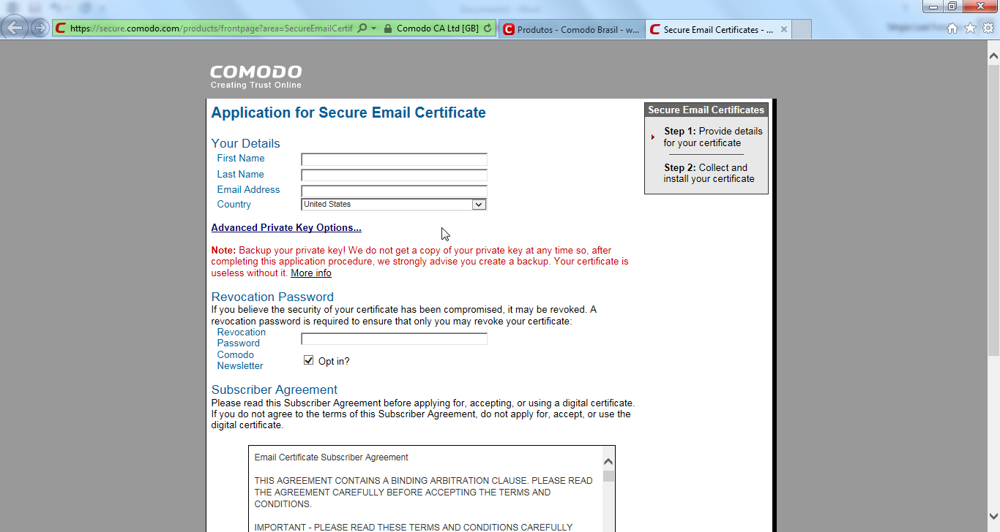 https://secure.comodo.com/products/frontpage?area=SecureEmailCertif
Comodo CA Ltd [GB]
Produtos - Comodo Brasil - w...
Secure Email Certificates - ...
COMODO
Creating Trust Online
Application for Secure Email Certificate
Your Details
First Name
Last Name
Email Address
Country
United States
Advanced Private Key Options...
Note: Backup your private key! We do not get a copy of your private key at any time so, after
completing this application procedure, we strongly advise you create a backup. Your certificate is
useless without it. More info
Revocation Password
If you believe the security of your certificate has been compromised, it may be revoked. A
revocation password is required to ensure that only you may revoke your certificate:
Revocation
Password
Comodo
Newsletter
Opt in?
Subscriber Agreement
Please read this Subscriber Agreement before applying for, accepting, or using a digital certificate.
If you do not agree to the terms of this Subscriber Agreement, do not apply for, accept, or use the
digital certificate.
Email Certificate Subscriber Agreement
THIS AGREEMENT CONTAINS A BINDING ARBITRATION CLAUSE. PLEASE READ
THE AGREEMENT CAREFULLY BEFORE ACCEPTING THE TERMS AND
CONDITIONS.
IMPORTANT - PLEASE READ THESE TERMS AND CONDITIONS CAREFULLY
Secure Email Certificates
Step 1: Provide details
for your certificate
Step 2: Collect and
install your certificate